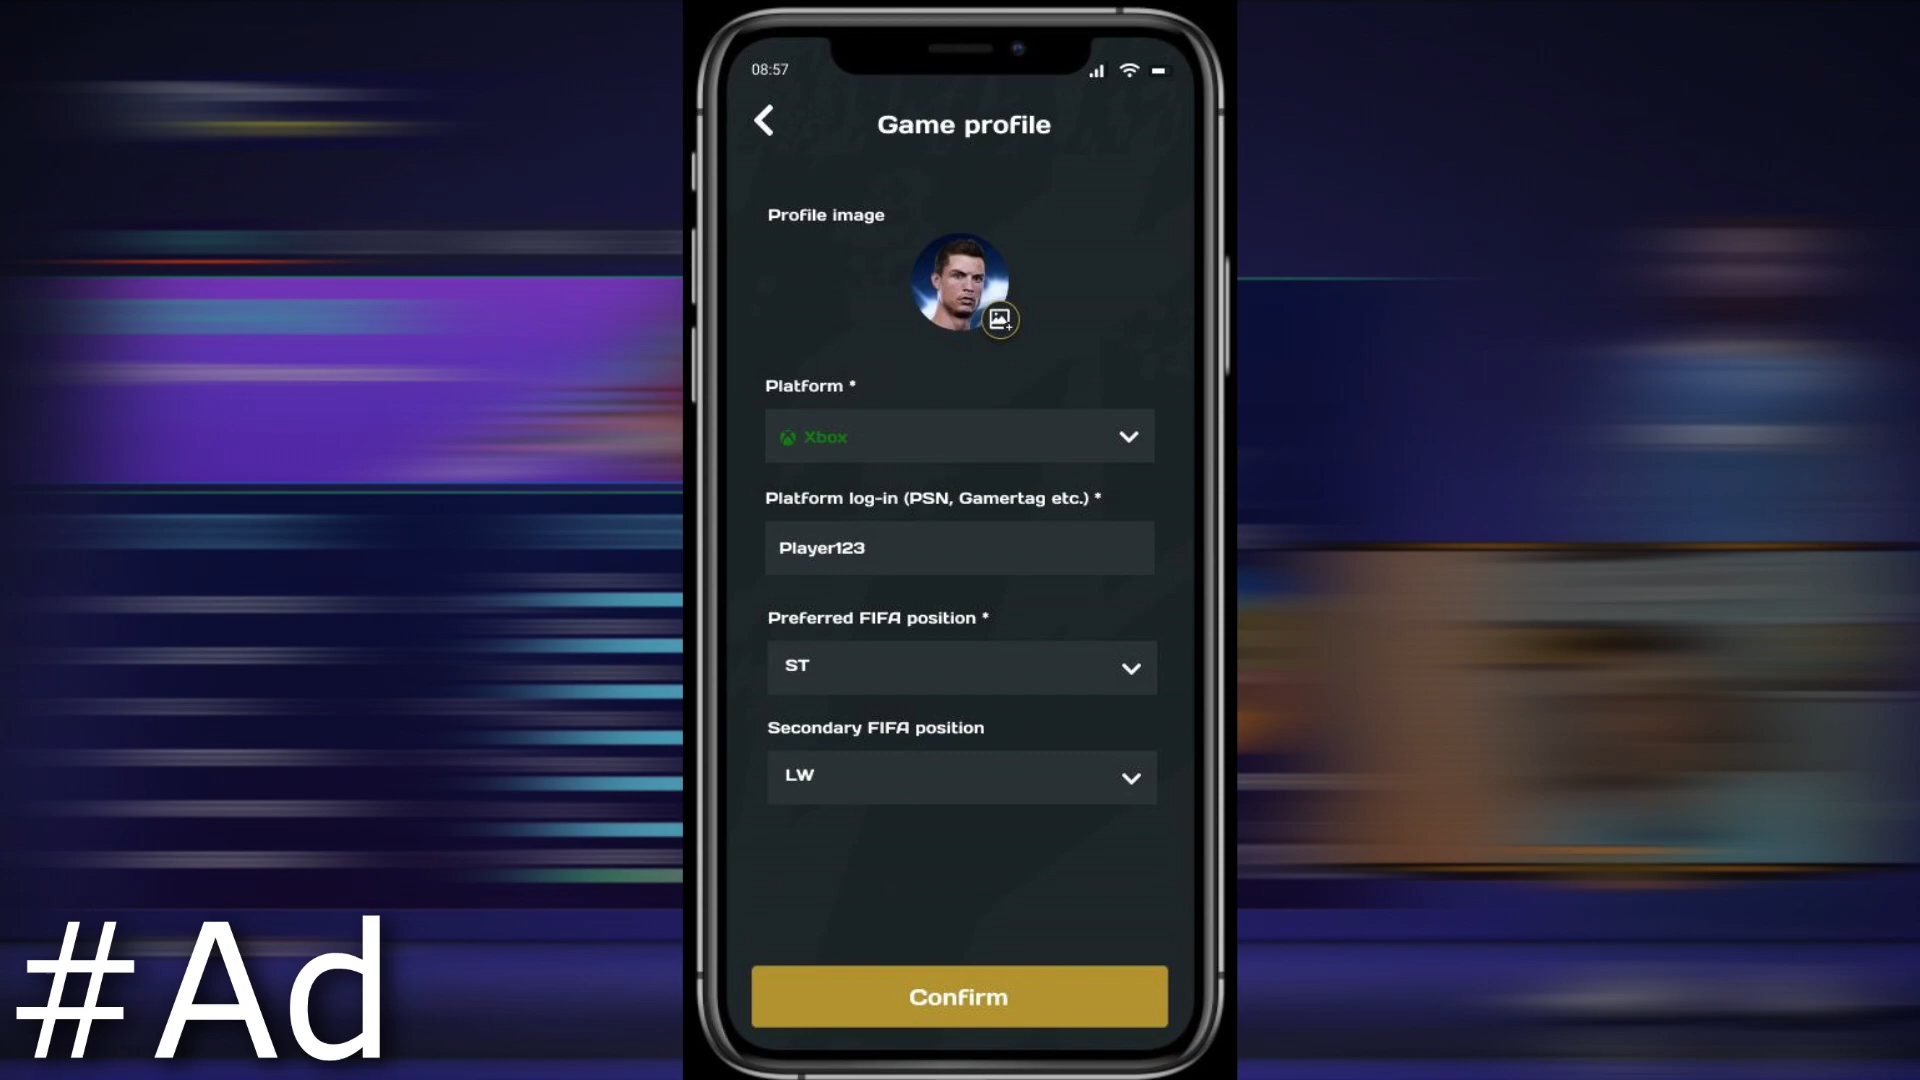 08:57
Game profile
Profile image
Platform *
Xbox
Platform log-in (PSN, Gamertag etc.) *
Player123
Preferred FIFA position *
ST
Secondary FIFA position
LW
Confirm
#Ad